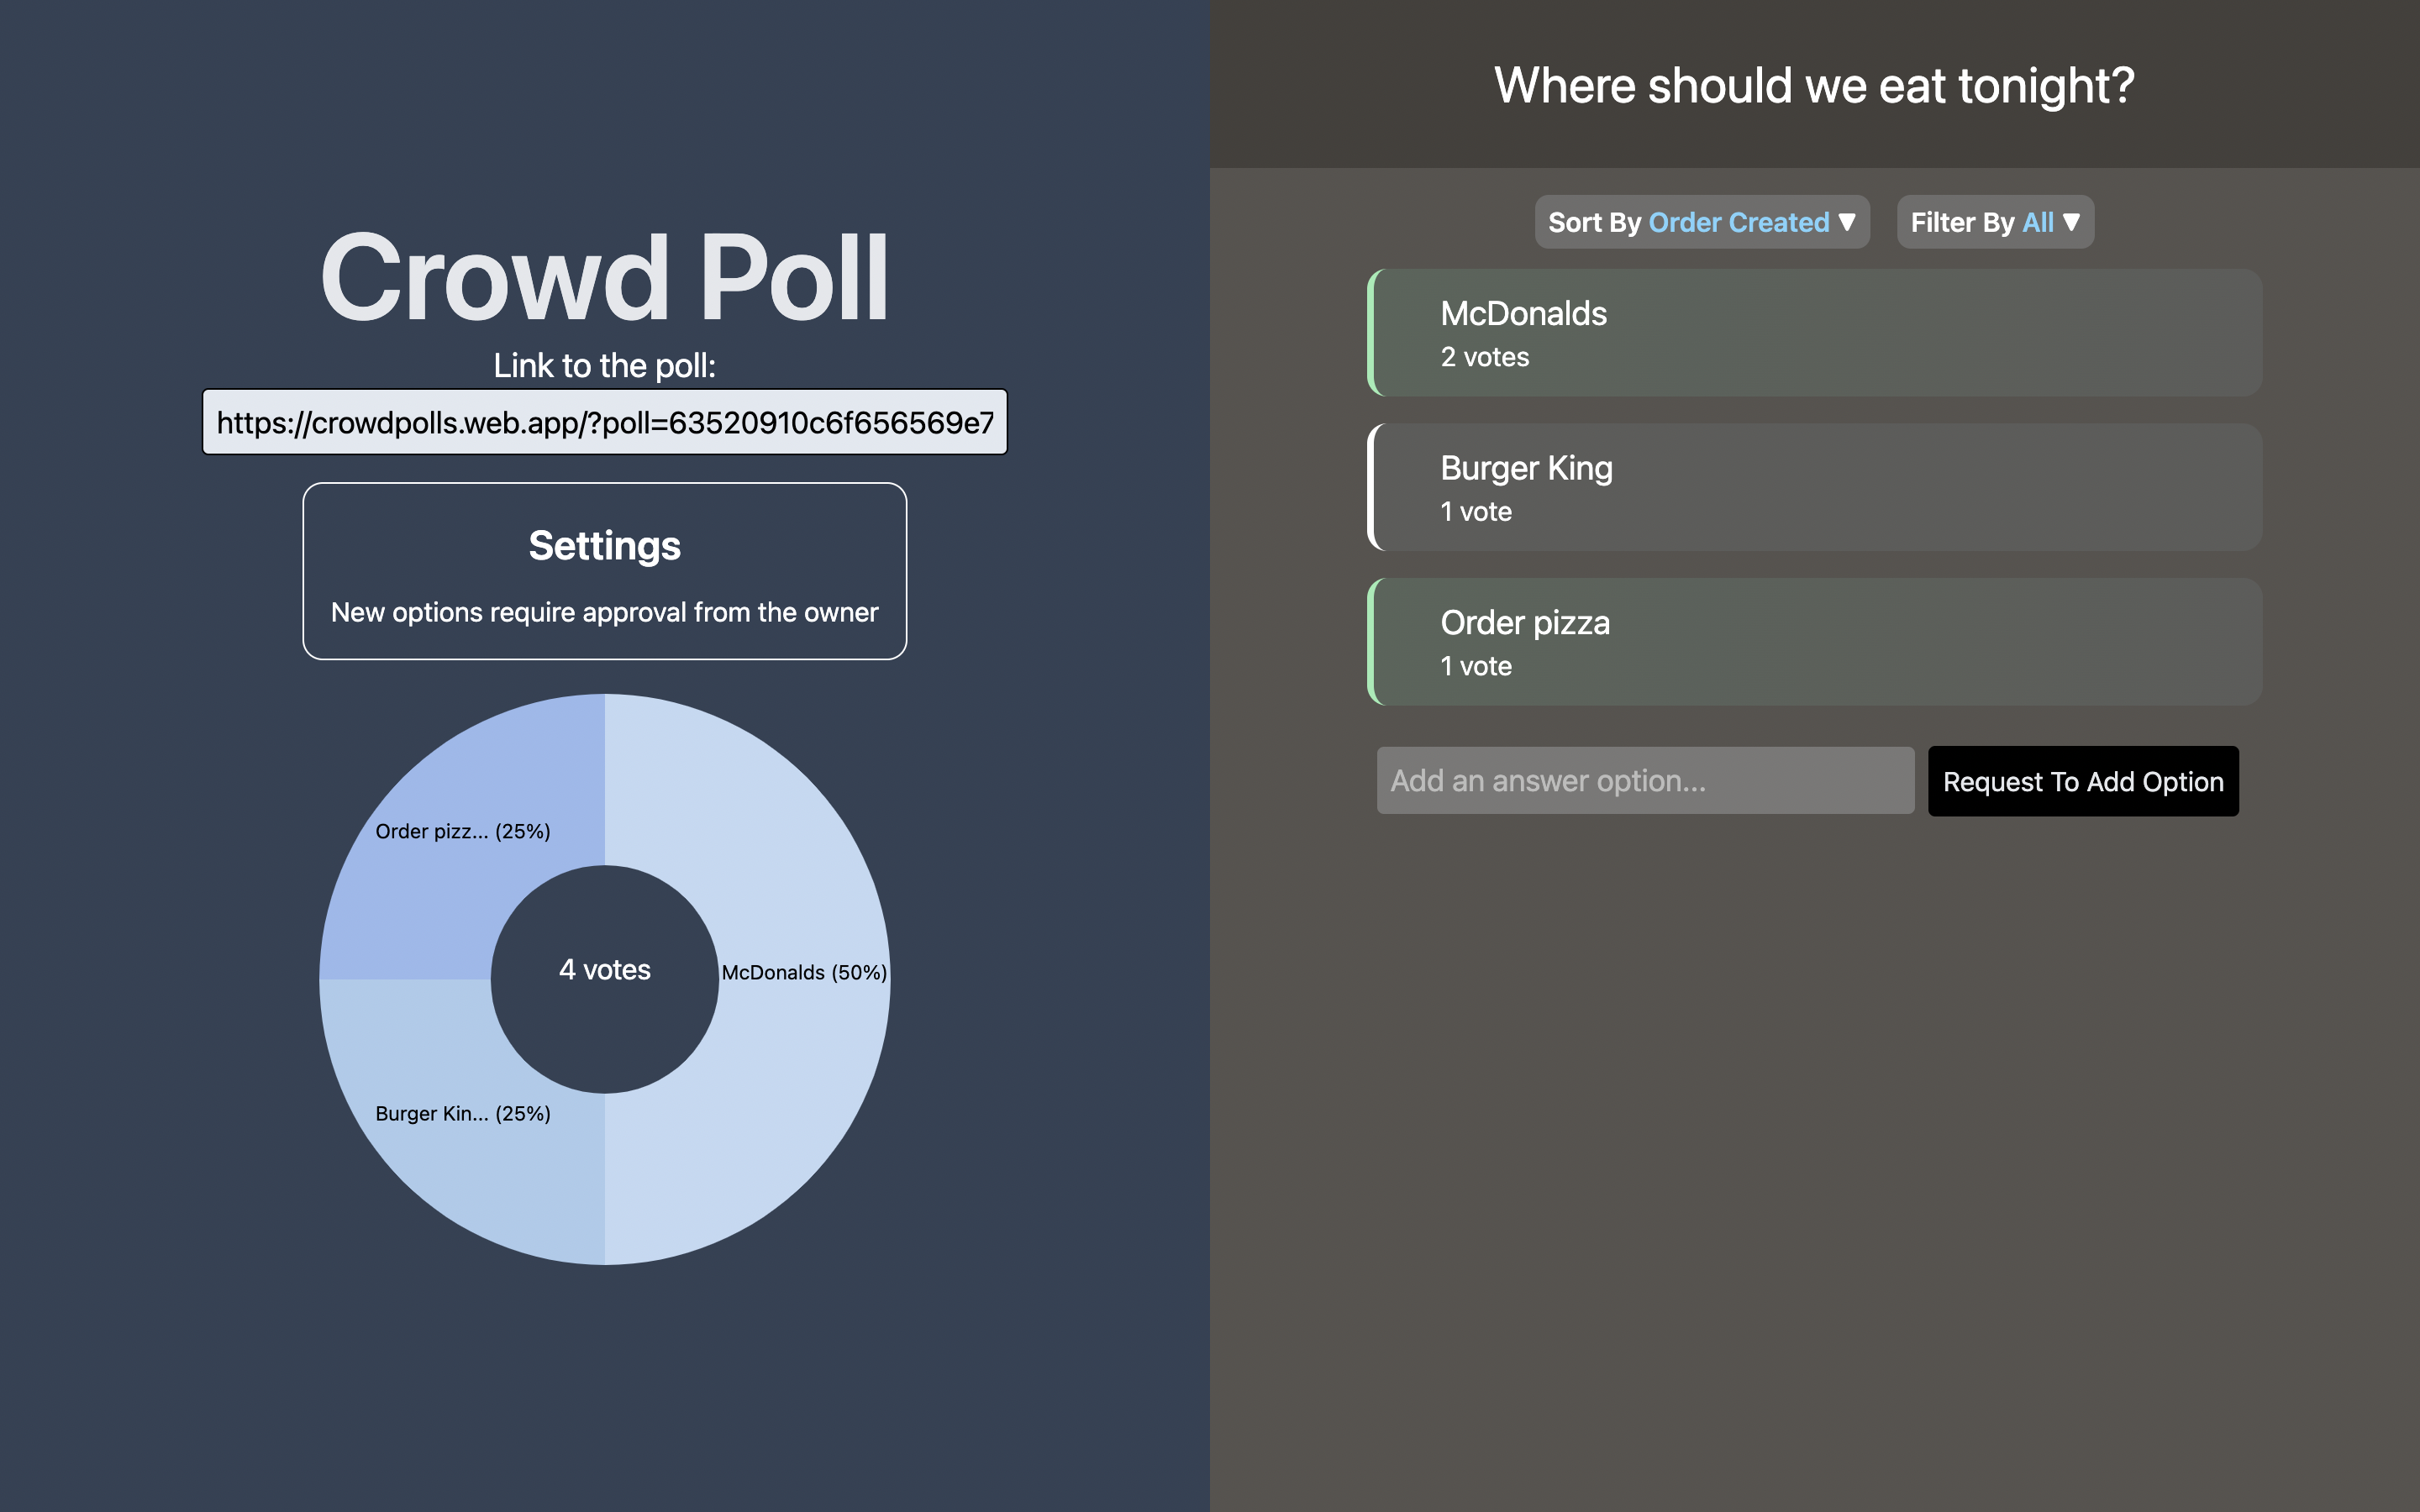 Crowd Poll
Link to the poll:
https://crowdpolls.web.app/?poll=63520910c6f656569e7
Settings
New options require approval from the owner
Order pizz... (25%)
4 votes
McDonalds (50%)
Burger Kin... (25%)
Where should we eat tonight?
Sort By Order Created ▼
Filter By All ▼
McDonalds
2 votes
Burger King
1 vote
Order pizza
1 vote
Add an answer option...
Request To Add Option